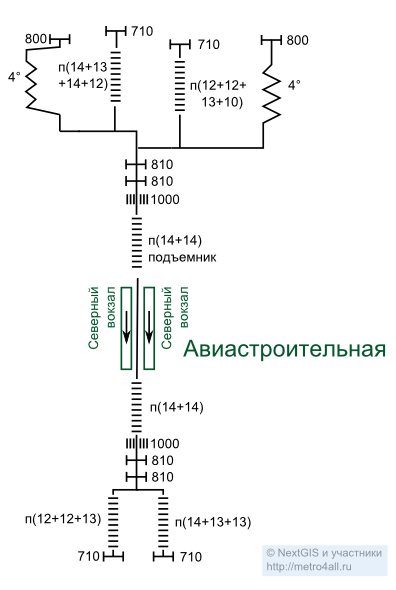 800
710
710
800
4°
п(14+13
+14+12)
п(12+12+
13+10)
4°
810
810
1000
п(14+14)
подъемник
Северный
вокзал
Северный
вокзал
Авиастроительная
п(14+14)
1000
810
810
п(12+12+13)
п(14+13+13)
710
710
© NextGIS и участники
http://metro4all.ru